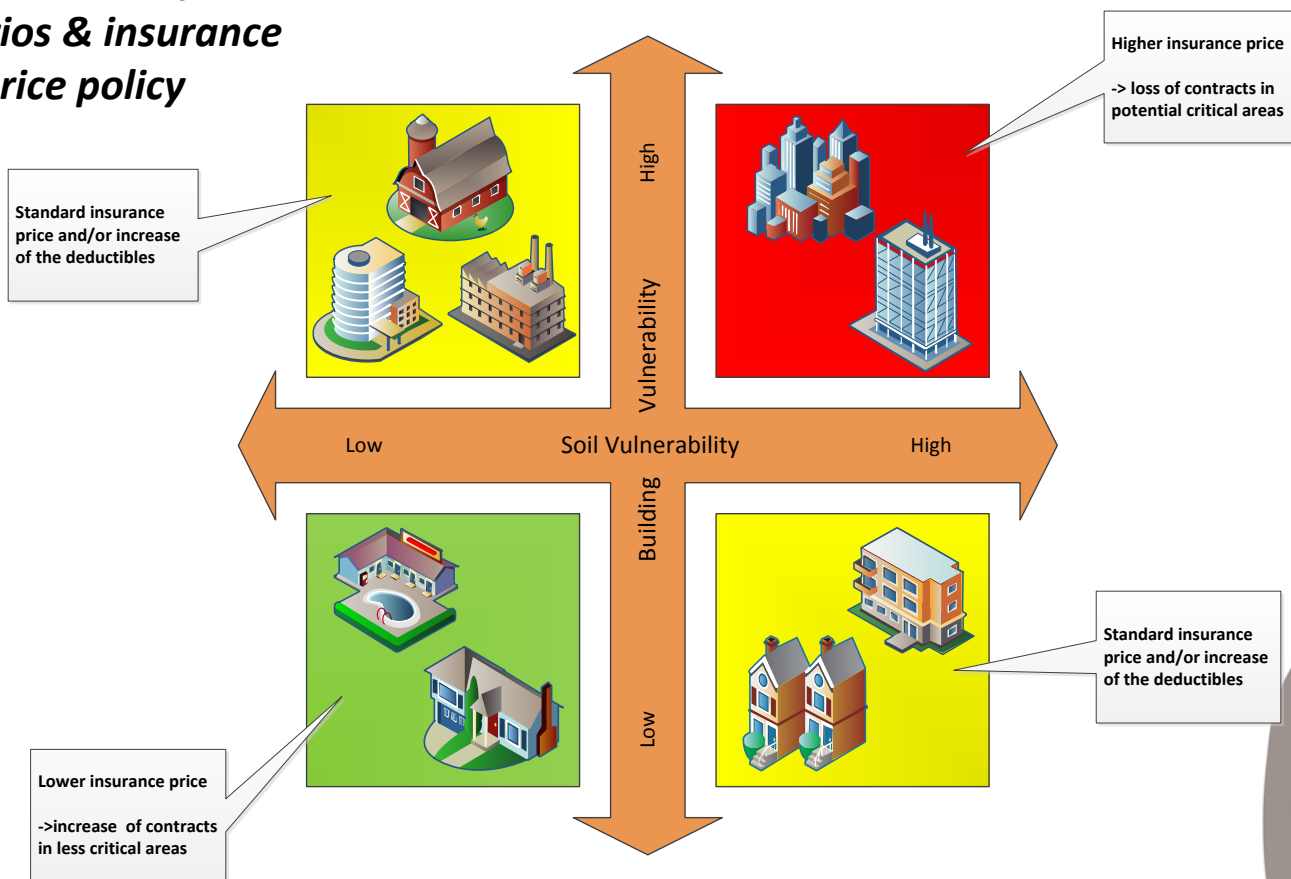 & insurance
policy
Higher insurance price
-> loss of contracts in
potential critical areas
Standard insurance
price and/or increase
of the deductibles
High
Vulnerability
Low
Soil Vulnerability
High
Building
Low
Standard insurance
price and/or increase
of the deductibles
Lower insurance price
->increase of contracts
in less critical areas